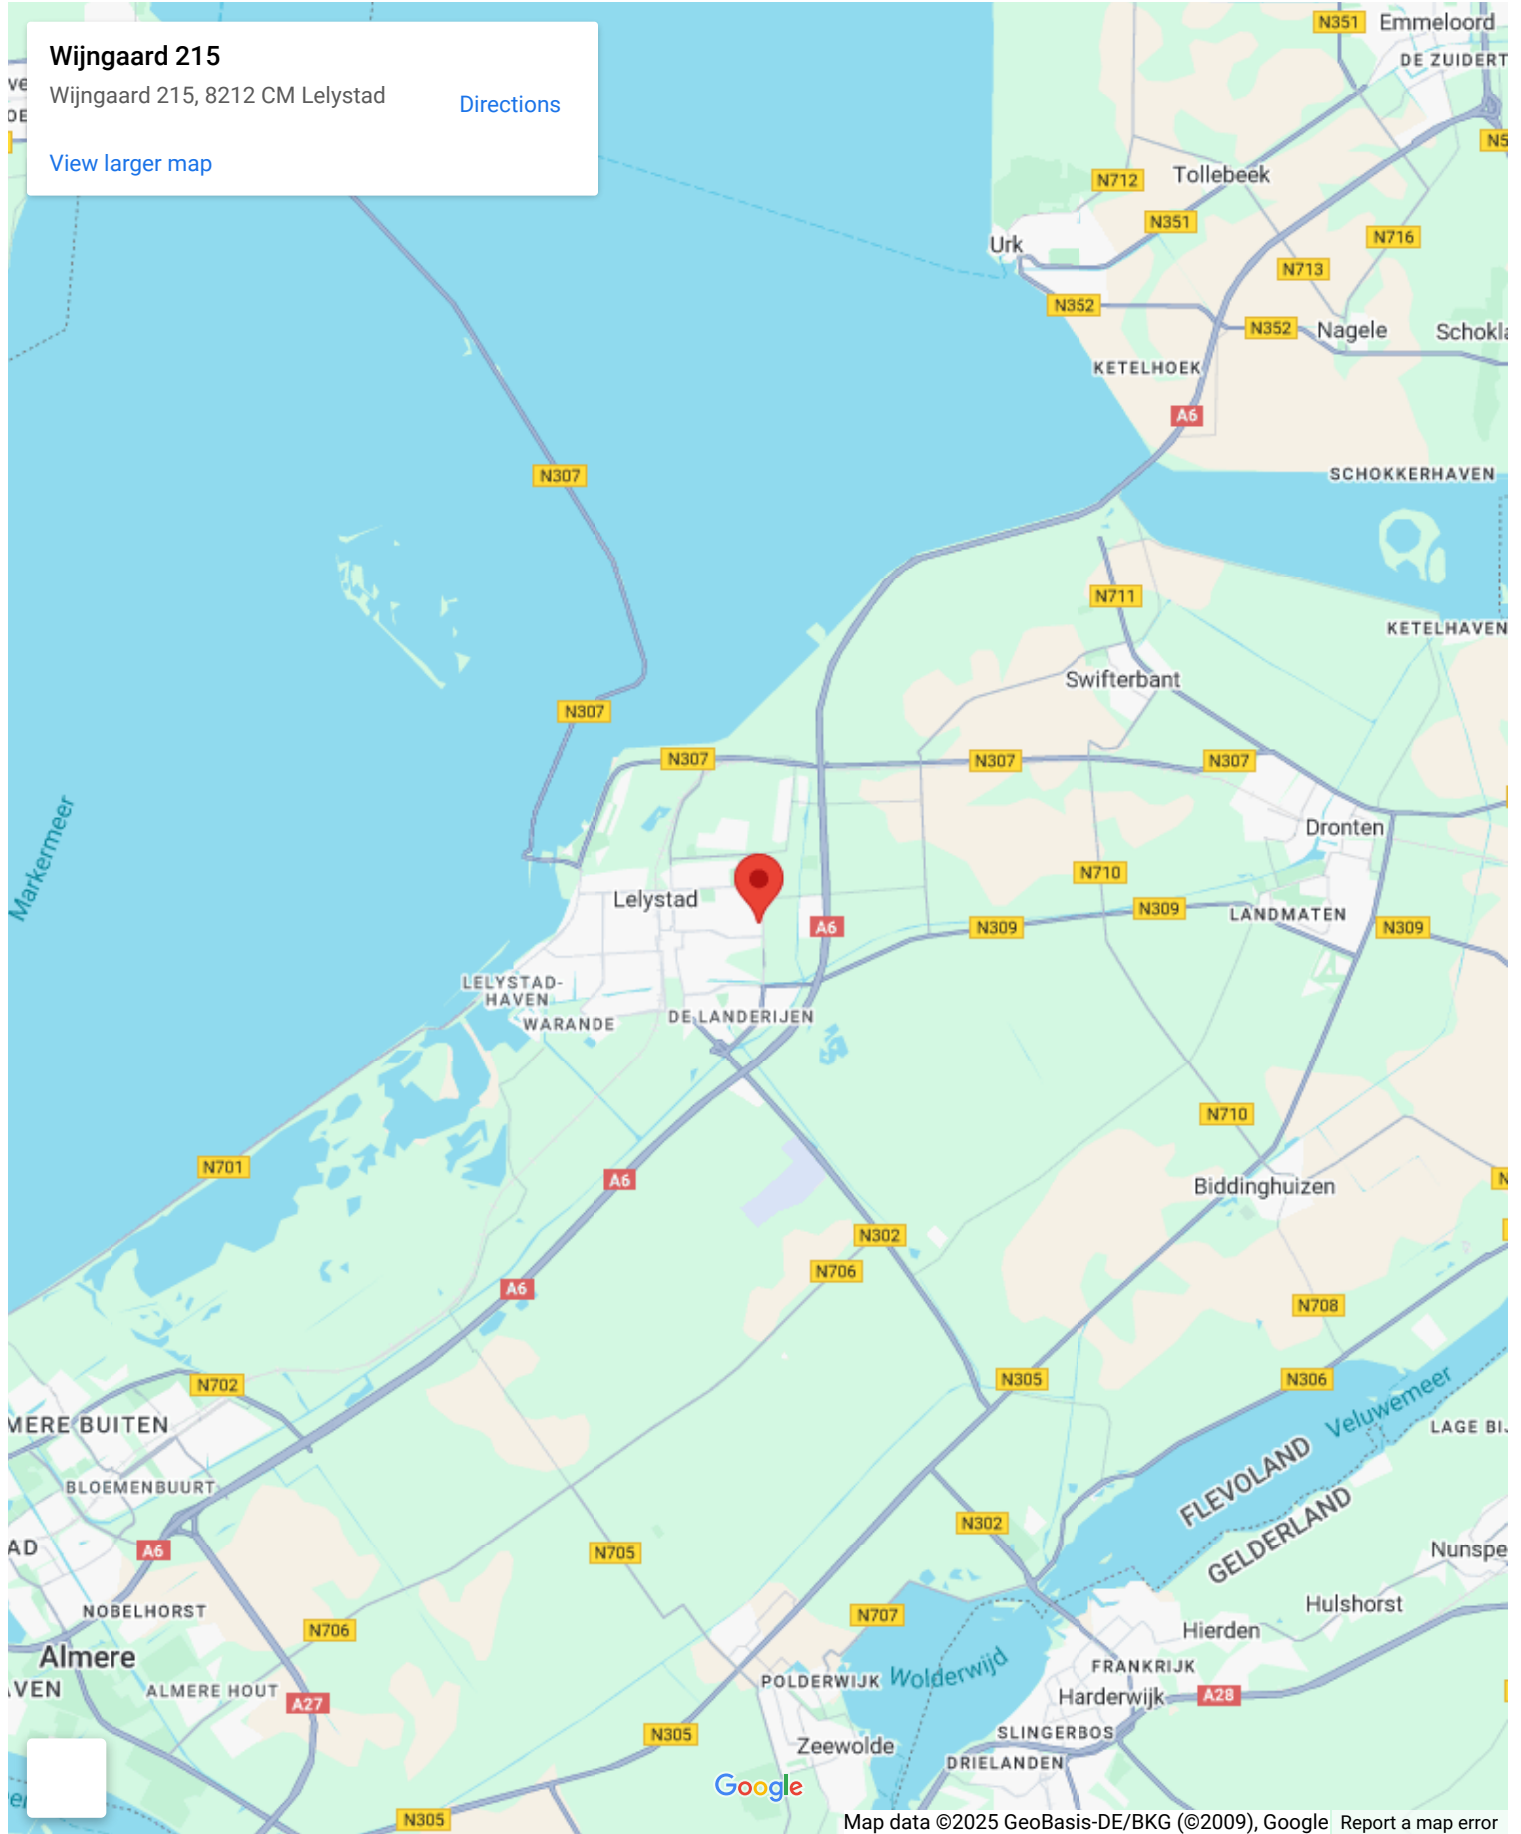 Wijngaard 215
Wijngaard 215, 8212 CM Lelystad
Directions
View larger map
N351
Emmeloord
DE ZUIDERT
N712
Tollebeek
N351
N716
Urk
N713
N352
N352
Nagele
Schokla
KETELHOEK
A6
N307
SCHOKKERHAVEN
N711
KETELHAVEN
Swifterbant
N307
N307
N307
N307
Markermeer
Dronten
N710
Lelystad
N309
LANDMATEN
A6
N309
N309
LELYSTAD-
HAVEN
WARANDE
DE LANDERIJEN
N710
N701
A6
Biddinghuizen
N302
N706
A6
N708
N702
N305
N306
Veluwemeer
MERE BUITEN
LAGE BIJ
FLEVOLAND
BLOEMENBUURT
GELDERLAND
N302
AD
A6
N705
Nunspe
NOBELHORST
N706
N707
Hulshorst
Hierden
Almere
Wolderwijd
FRANKRIJK
POLDERWIJK
AVEN
ALMERE HOUT
A27
Harderwijk
A28
N305
SLINGERBOS
Zeewolde
DRIELANDEN
Google
N305
Map data ©2025 GeoBasis-DE/BKG (©2009), Google
Report a map error